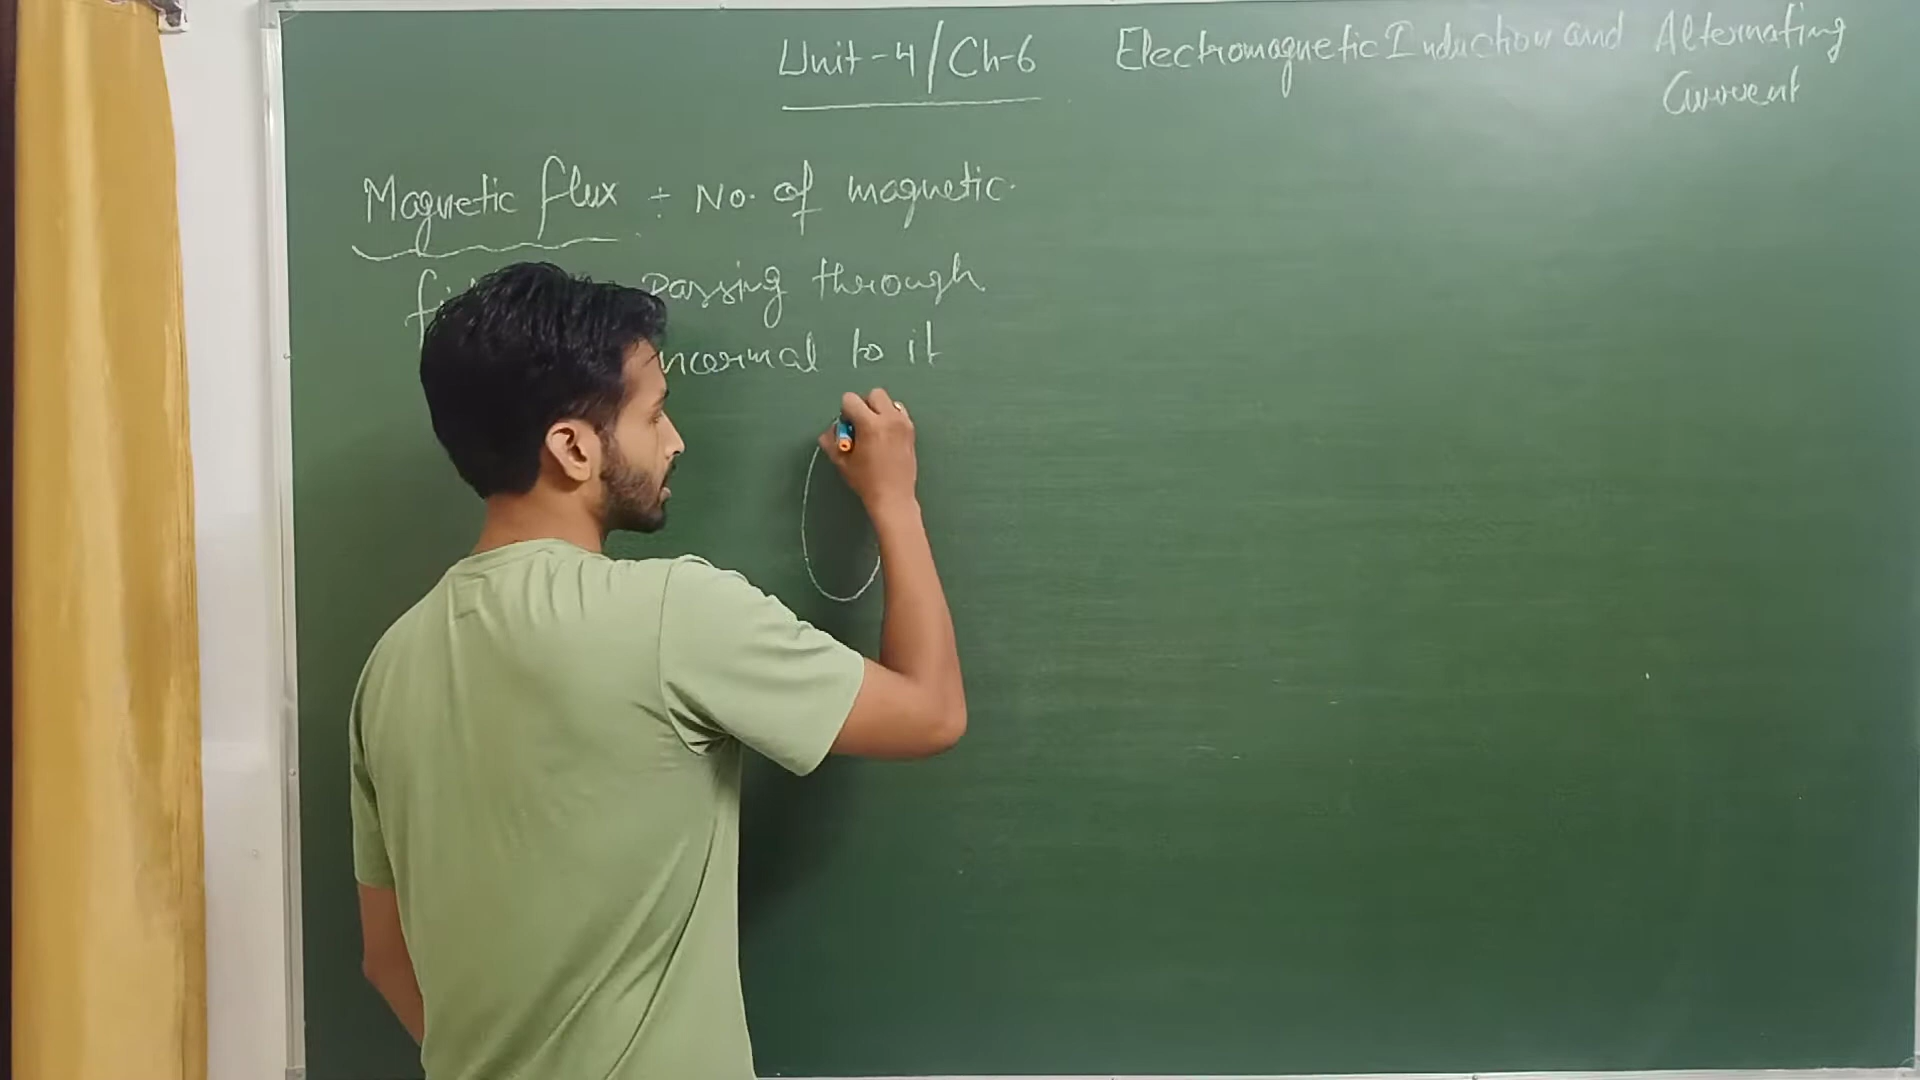 Unit-4/Ch-6 Electromagnetic Induction and Alternating
Current
Magnetic flux ÷ No. of magnetic
passing through
normal to it